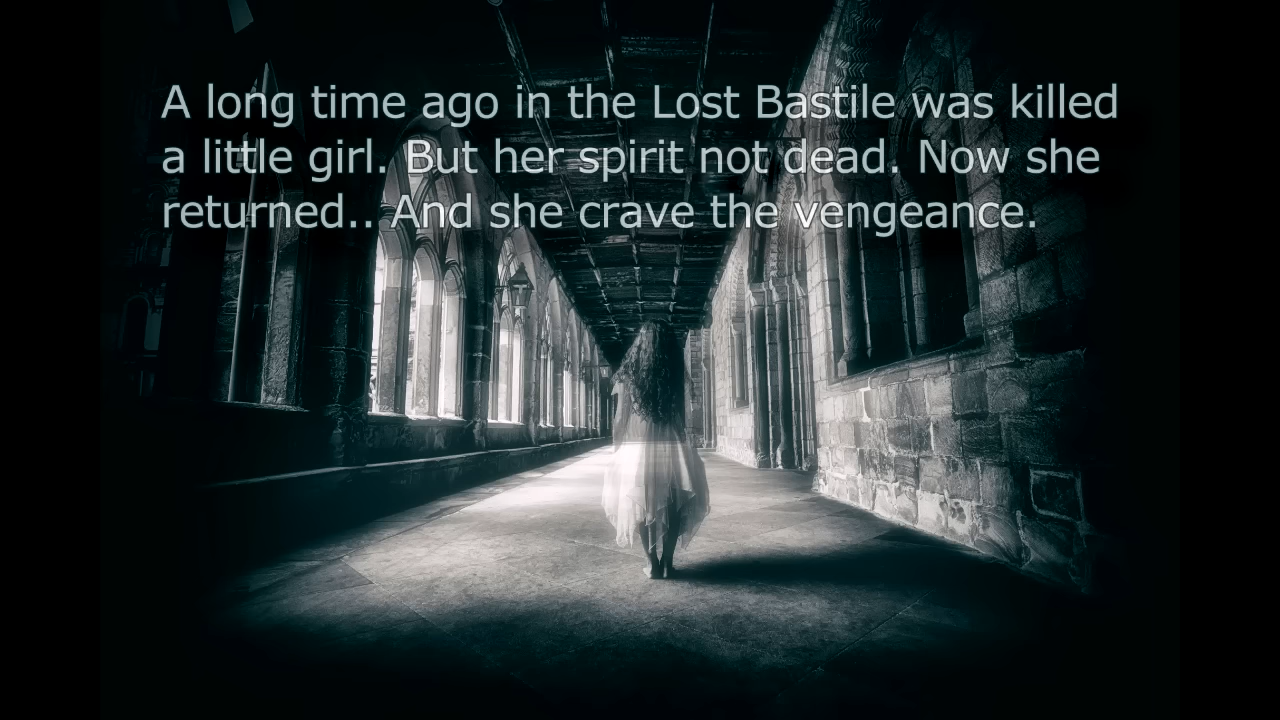 A long time ago in the Lost Bastile was killed
a little girl. But her spirit not dead. Now she
returned.. And she crave the vengeance.